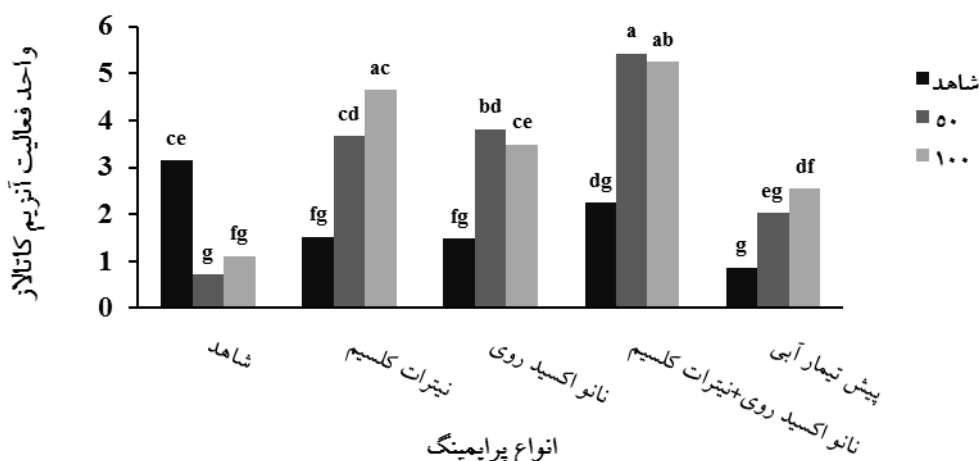 واحد فعالیت آنزیم کاتالاز
6
5
4
3
2
1
0
ce
g
fg
fg
cd
ac
fg
bd
ce
dg
a
ab
g
eg
df
شاهد
نیترات کلسیم
نانو اکسید روی
نانو اکسید روی+نیترات کلسیم
پیش تیمار آبی
انواع پرایمینگ
شاهد
۵۰
۱۰۰